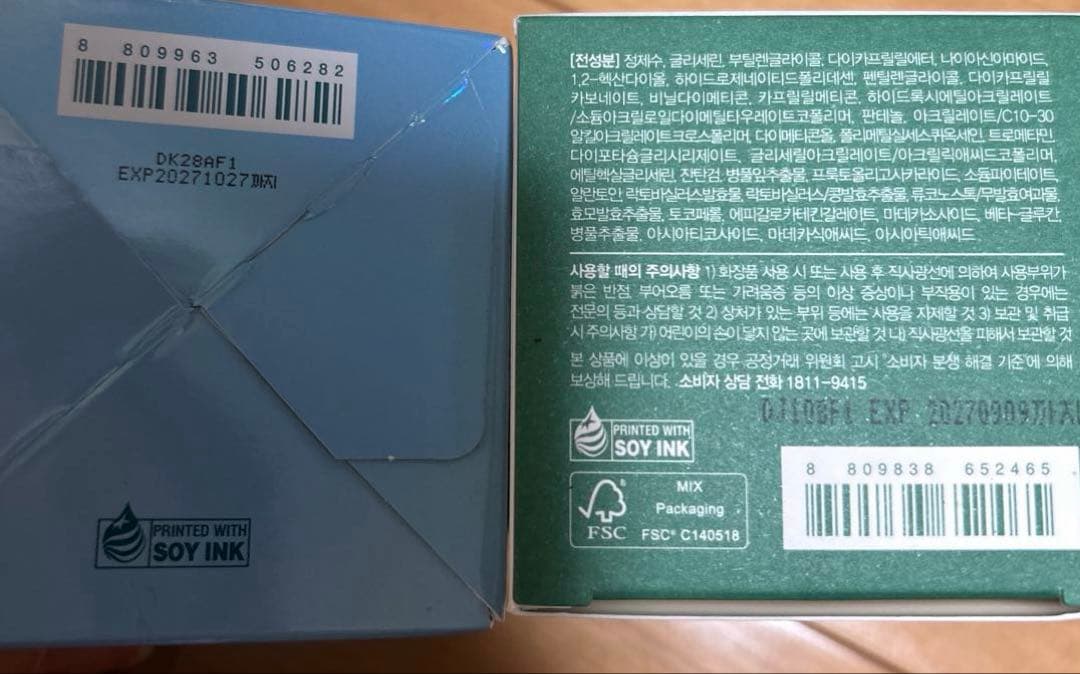 8 809963 506282
DK28AF1
EXP20271027까지
PRINTED WITH
SOY INK
[전성분] 정제수, 글리세린, 부틸렌글라이콜, 다이카프릴릴에터, 나이아신아마이드,
1,2-헥산다이올, 하이드로제네이티드폴리데센, 펜틸렌글라이콜, 다이카프릴릴
카보네이트, 비닐다이메티콘, 카프릴릴메티콘, 하이드록시에틸아크릴레이트
/소듐아크릴로일다이메틸타우레이트코폴리머, 판테놀, 아크릴레이트/C10-30
알킬아크릴레이트크로스폴리머, 다이메티콘올, 폴리메틸실세스퀴옥세인, 트로메타민,
다이포타슘글리시리제이트, 글리세릴아크릴레이트/아크릴릭애씨드코폴리머,
에틸헥실글리세린, 잔탄검, 병풀잎추출물, 프룩토올리고사카라이드, 소듐파이테이트,
알란토인, 락토바실러스발효물, 락토바실러스/콩발효추출물, 류코노스톡/무발효여과물,
효모발효추출물, 토코페롤, 에피갈로카테킨갈레이트, 마데카소사이드, 베타-글루칸,
병풀추출물, 아시아티코사이드, 마데카식애씨드, 아시아틱애씨드
사용할 때의 주의사항 1) 화장품 사용 시 또는 사용 후 직사광선에 의하여 사용부위가
붉은 반점, 부어오름 또는 가려움증 등의 이상 증상이나 부작용이 있는 경우에는
전문의 등과 상담할 것 2) 상처가 있는 부위 등에는 사용을 자제할 것 3) 보관 및 취급
시 주의사항 가) 어린이의 손이 닿지 않는 곳에 보관할 것 나) 직사광선을 피해서 보관할 것
본 상품에 이상이 있을 경우 공정거래 위원회 고시 '소비자 분쟁 해결 기준'에 의해
보상해 드립니다. 소비자 상담 전화 1811-9415
DJ10BF1 EXP 20270909까지
PRINTED WITH
SOY INK
FSC
MIX
Packaging
FSC® C140518
8 809838 652465